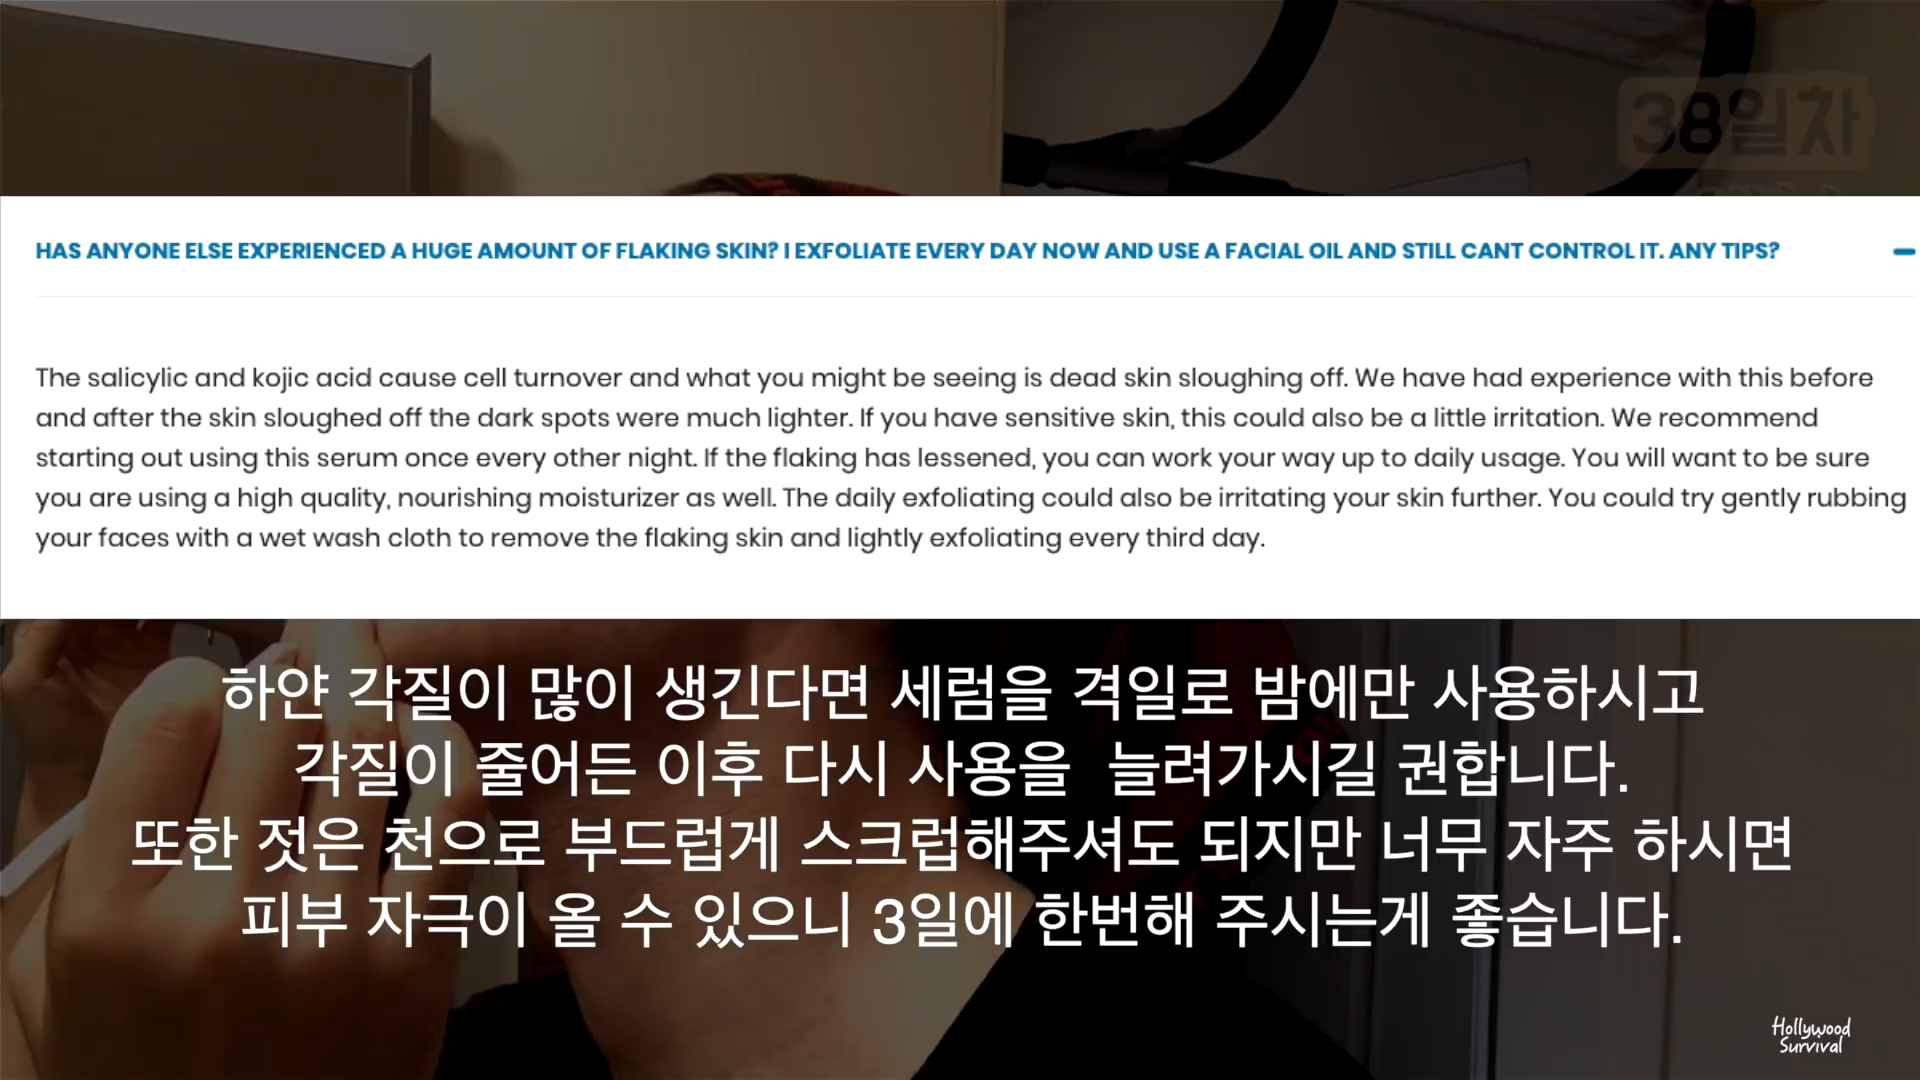 38일차
HAS ANYONE ELSE EXPERIENCED A HUGE AMOUNT OF FLAKING SKIN? I EXFOLIATE EVERY DAY NOW AND USE A FACIAL OIL AND STILL CANT CONTROL IT. ANY TIPS?
The salicylic and kojic acid cause cell turnover and what you might be seeing is dead skin sloughing off. We have had experience with this before
and after the skin sloughed off the dark spots were much lighter. If you have sensitive skin, this could also be a little irritation. We recommend
starting out using this serum once every other night. If the flaking has lessened, you can work your way up to daily usage. You will want to be sure
you are using a high quality, nourishing moisturizer as well. The daily exfoliating could also be irritating your skin further. You could try gently rubbing
your faces with a wet wash cloth to remove the flaking skin and lightly exfoliating every third day.
하얀 각질이 많이 생긴다면 세럼을 격일로 밤에만 사용하시고
각질이 줄어든 이후 다시 사용을 늘려가시길 권합니다.
또한 젓은 천으로 부드럽게 스크럽해주셔도 되지만 너무 자주 하시면
피부 자극이 올 수 있으니 3일에 한번해 주시는게 좋습니다.
Hollywood
Survival